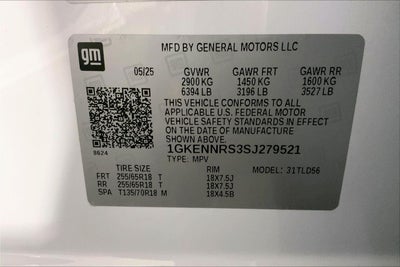 gm
MFD BY GENERAL MOTORS LLC
05/25 GVWR GAWR FRT GAWR RR
2900 KG 1450 KG 1600 KG
6394 LB 3196 LB 3527 LB
THIS VEHICLE CONFORMS TO ALL
APPLICABLE U.S. FEDERAL MOTOR
VEHICLE SAFETY STANDARDS IN EFFECT
ON THE DATE OF MANUFACTURE
SHOWN ABOVE.
9624
1GKENNRS3SJ279521
TYPE: MPV
TIRE SIZE RIM MODEL: 31TLD56
FRT 255/65R18 T 18X7.5J
RR 255/65R18 T 18X7.5J
SPA T135/70R18 M 18X4.5B